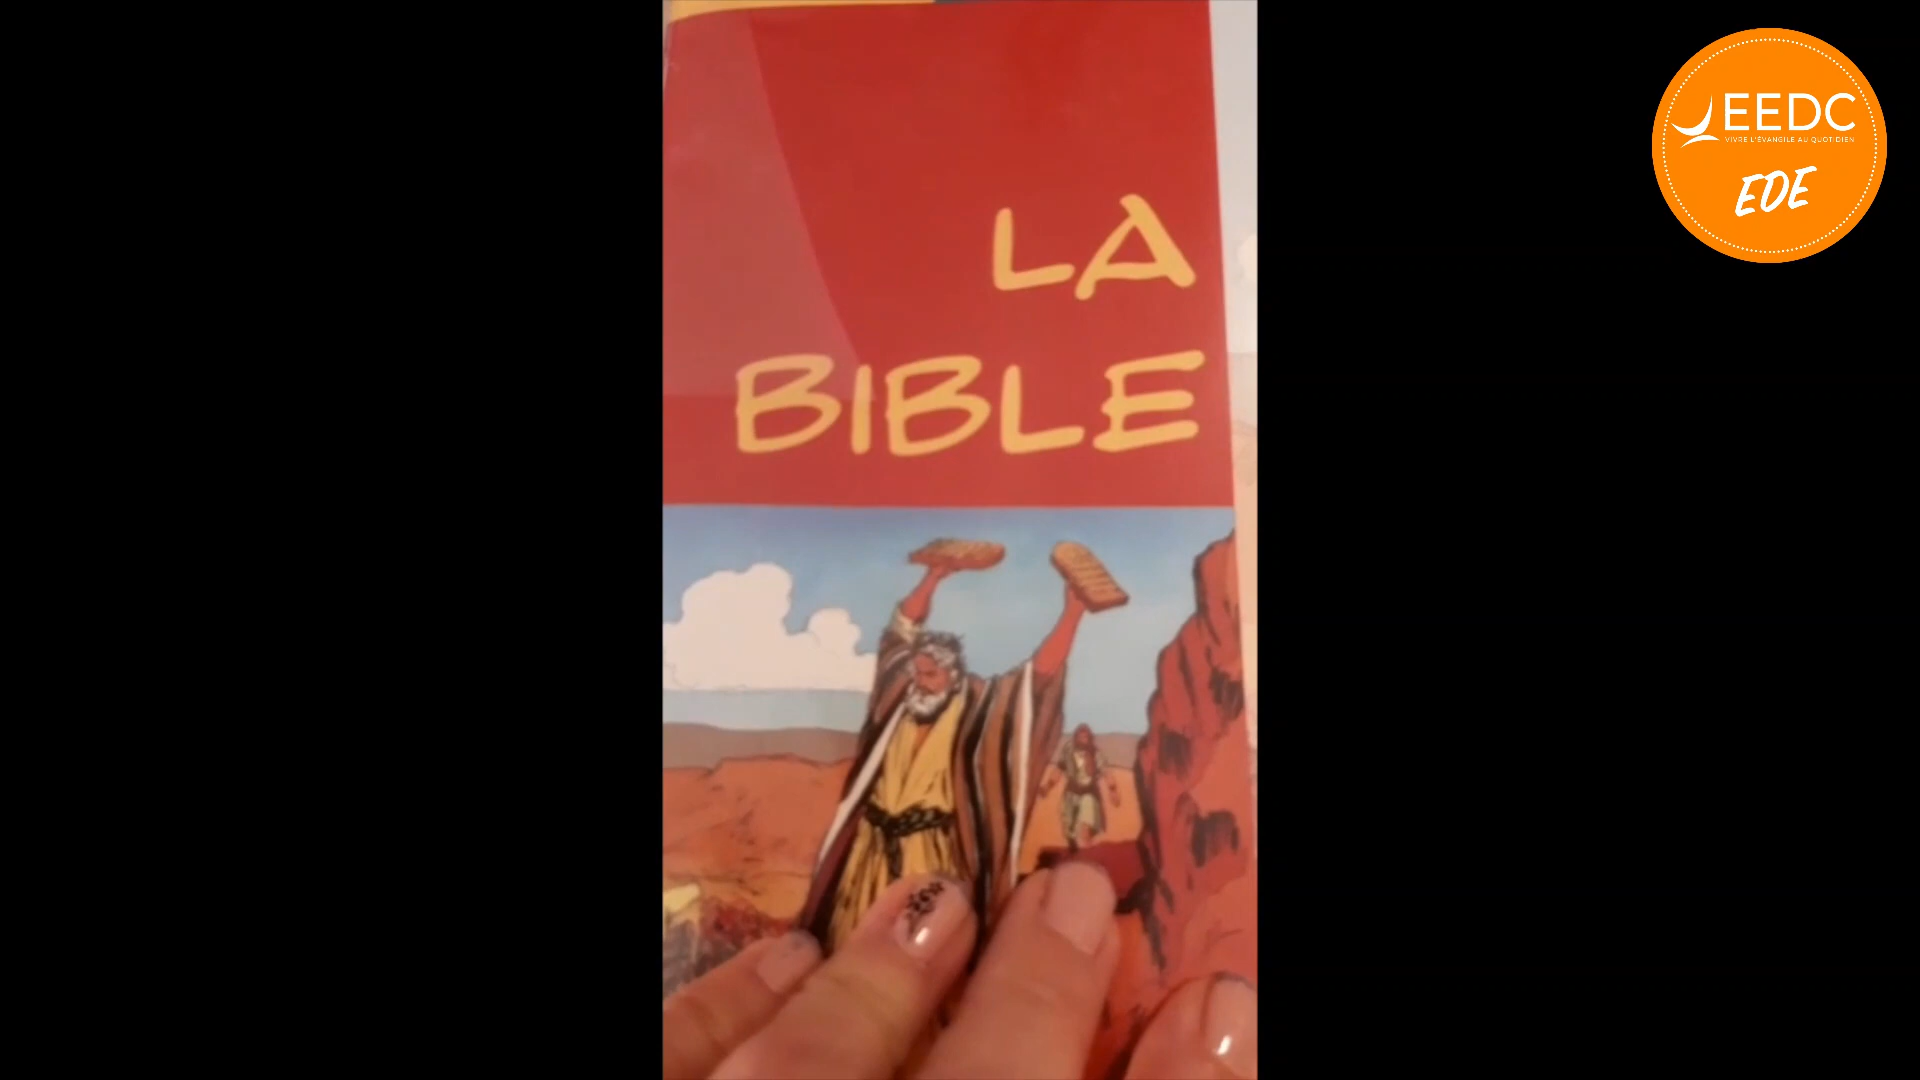 LA
BIBLE
EEDC
VIVRE L'ÉVANGILE AU QUOTIDIEN
EDE